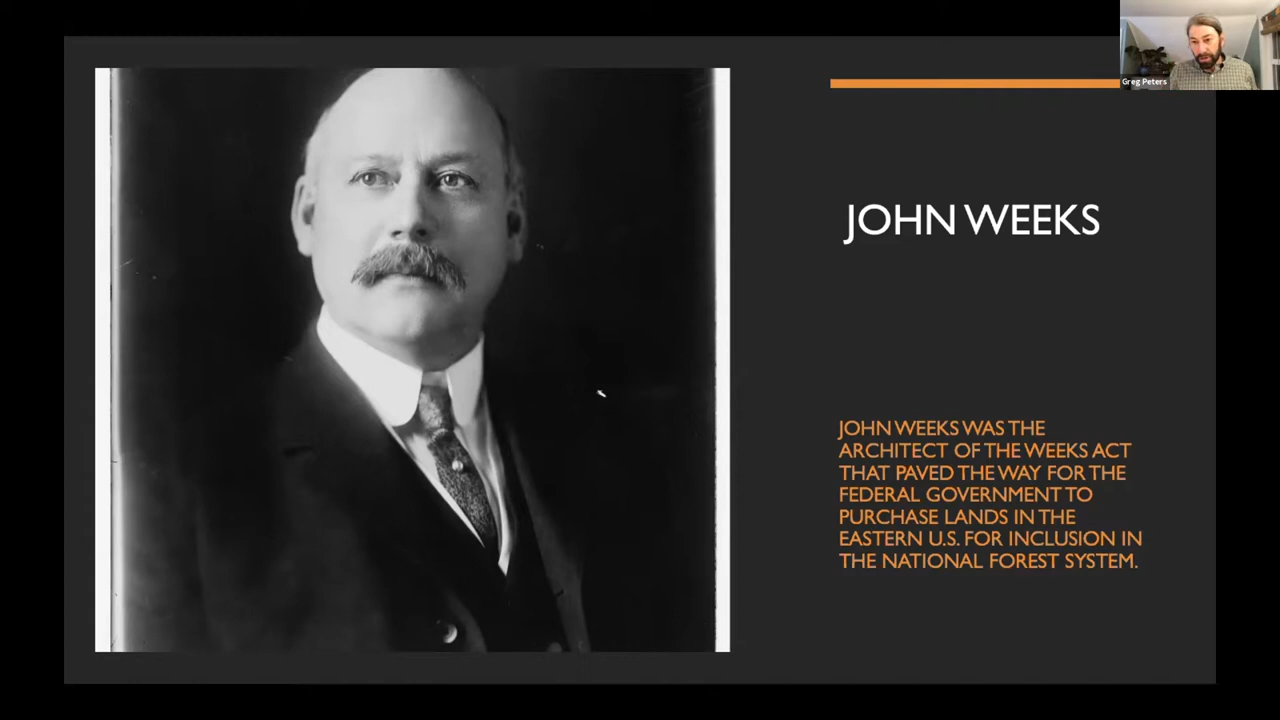 Greg Peters
JOHN WEEKS
JOHN WEEKS WAS THE
ARCHITECT OF THE WEEKS ACT
THAT PAVED THE WAY FOR THE
FEDERAL GOVERNMENT TO
PURCHASE LANDS IN THE
EASTERN U.S. FOR INCLUSION IN
THE NATIONAL FOREST SYSTEM.